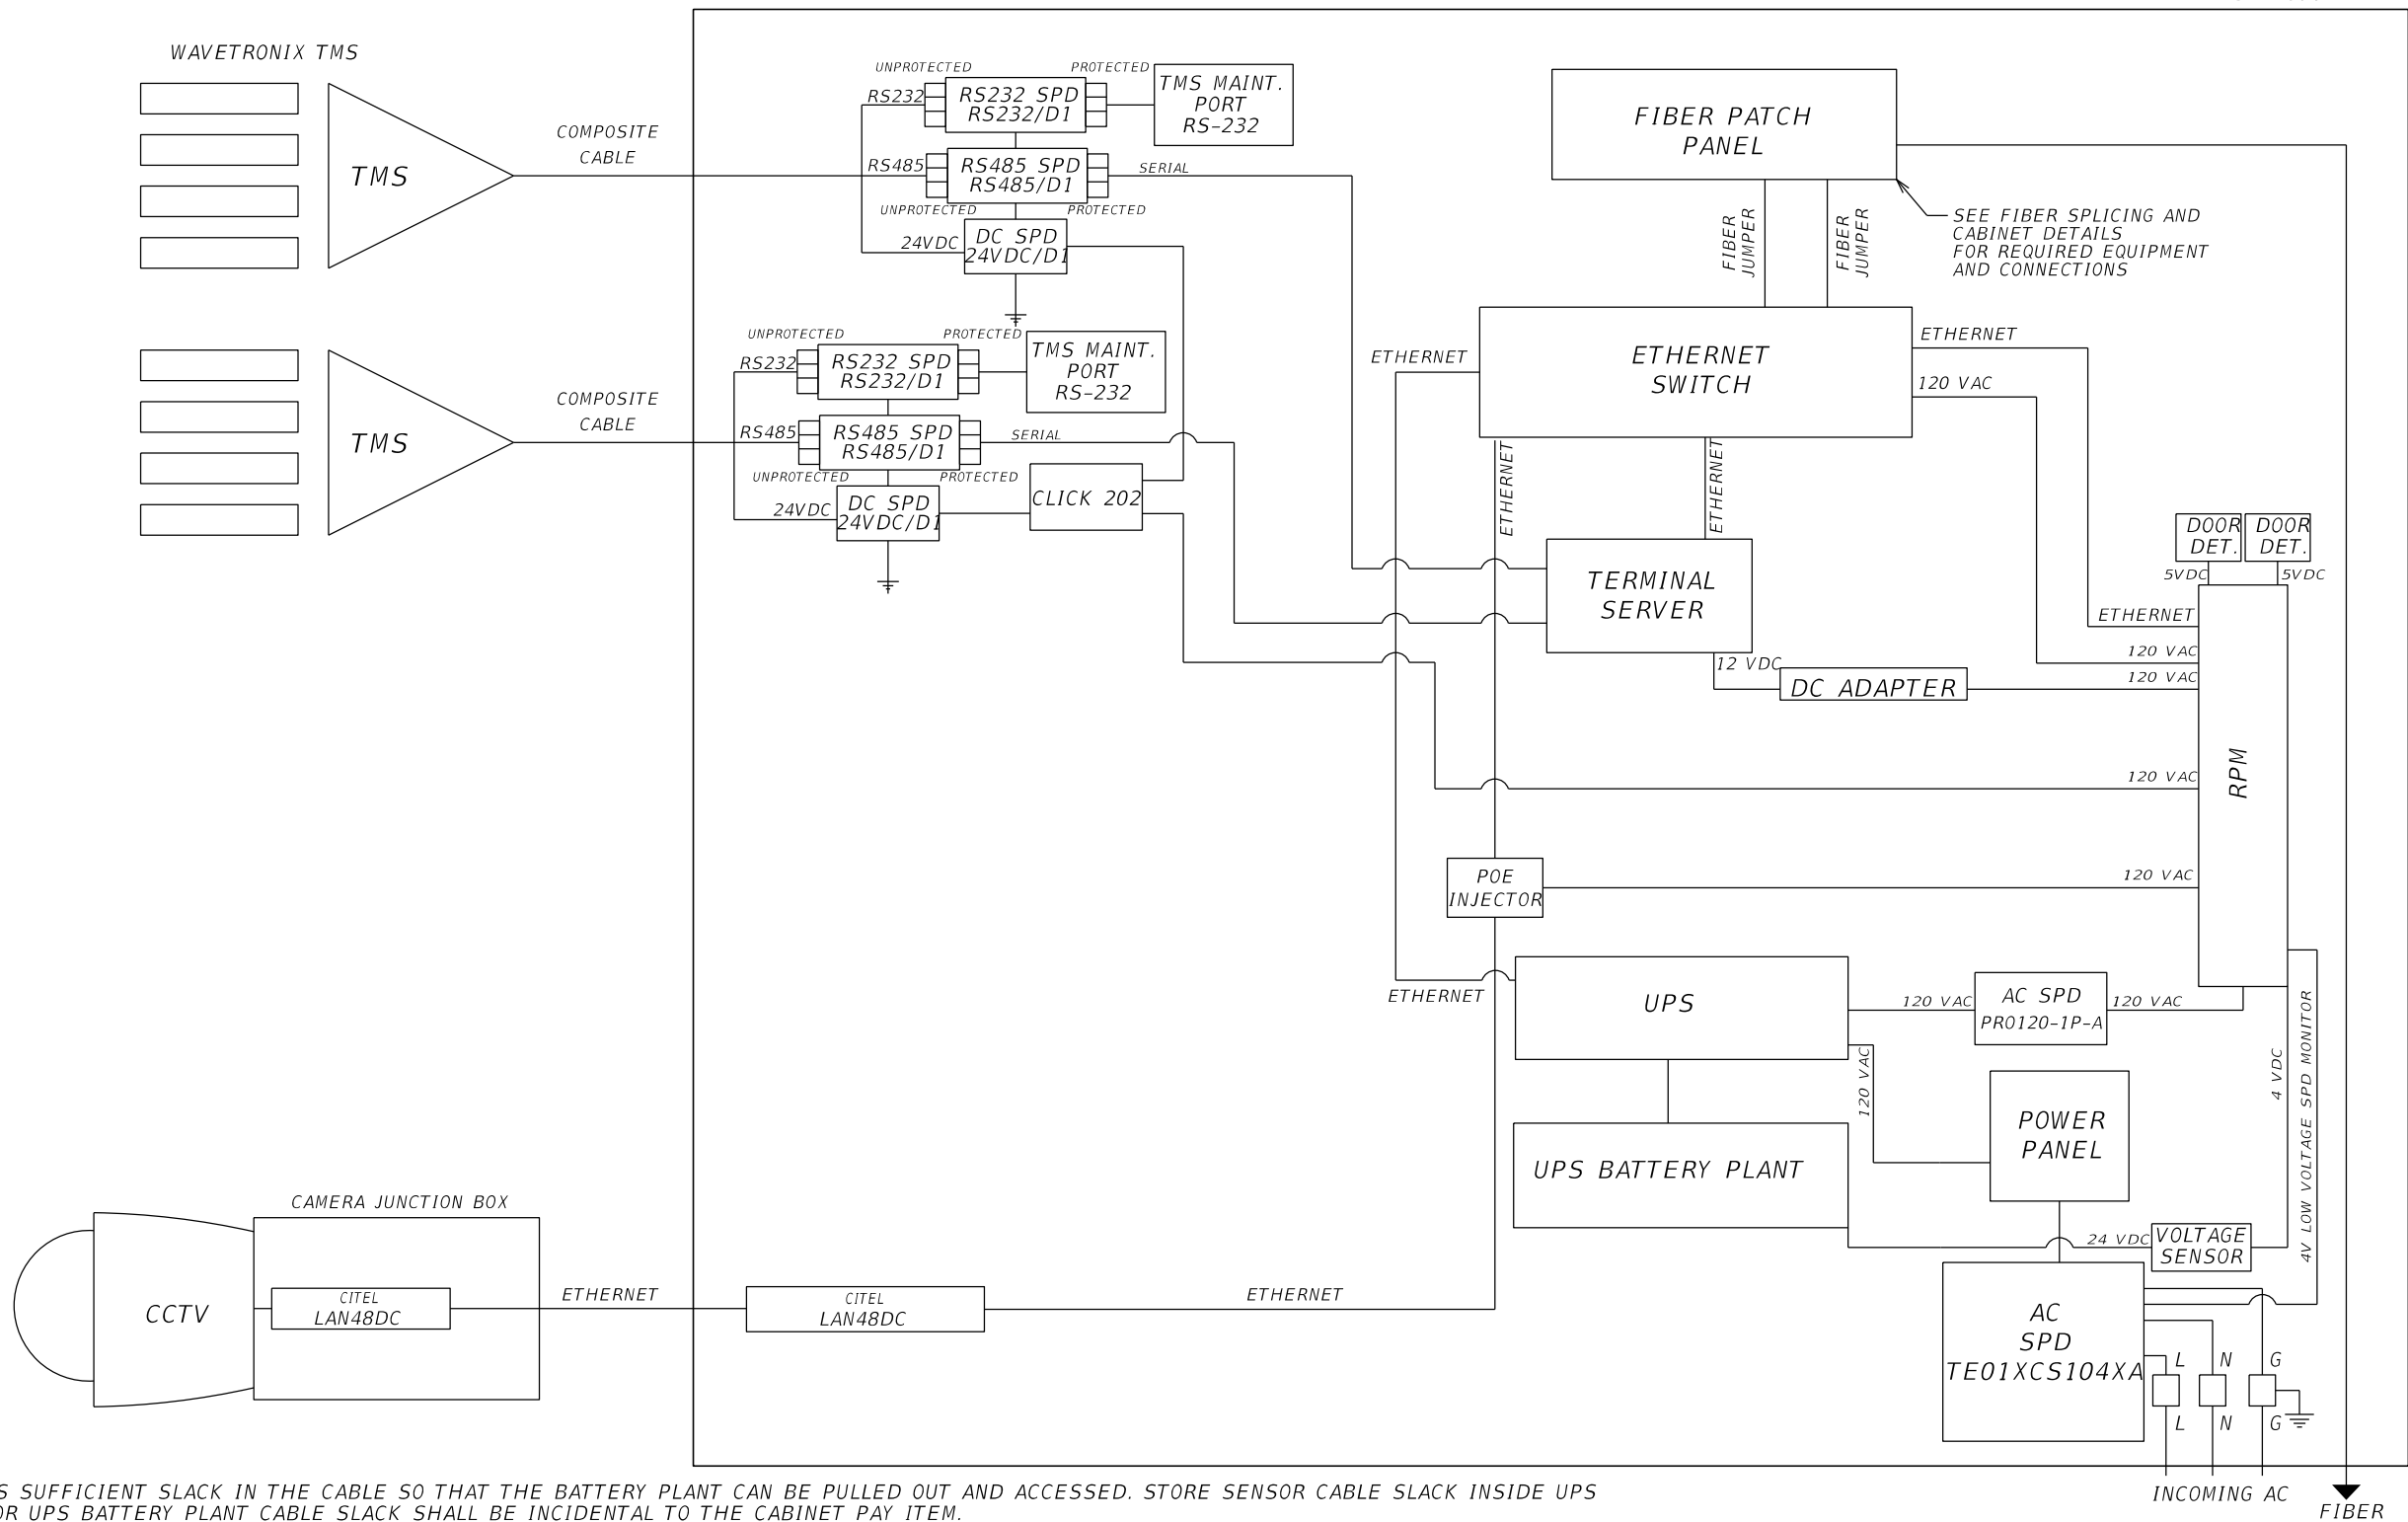 WAVETRONIX TMS
TMS
COMPOSITE
CABLE
UNPROTECTED
PROTECTED
RS232
RS232 SPD
RS232/D1
TMS MAINT.
PORT
RS-232
RS485
RS485 SPD
RS485/D1
SERIAL
UNPROTECTED
PROTECTED
24VDC
DC SPD
24VDC/D1
FIBER PATCH
PANEL
FIBER
JUMPER
FIBER
JUMPER
SEE FIBER SPLICING AND
CABINET DETAILS
FOR REQUIRED EQUIPMENT
AND CONNECTIONS
TMS
COMPOSITE
CABLE
UNPROTECTED
PROTECTED
RS232
RS232 SPD
RS232/D1
TMS MAINT.
PORT
RS-232
RS485
RS485 SPD
RS485/D1
SERIAL
UNPROTECTED
PROTECTED
24VDC
DC SPD
24VDC/D1
CLICK 202
ETHERNET
ETHERNET
SWITCH
ETHERNET
120 VAC
ETHERNET
ETHERNET
TERMINAL
SERVER
12 VDC
DC ADAPTER
DOOR
DET.
DOOR
DET.
5VDC
5VDC
ETHERNET
120 VAC
120 VAC
120 VAC
RPM
120 VAC
POE
INJECTOR
ETHERNET
UPS
120 VAC
AC SPD
PRO120-1P-A
120 VAC
120 VAC
4 VDC
4V LOW VOLTAGE SPD MONITOR
POWER
PANEL
UPS BATTERY PLANT
24 VDC
VOLTAGE
SENSOR
CAMERA JUNCTION BOX
CCTV
CITEL
LAN48DC
ETHERNET
CITEL
LAN48DC
ETHERNET
AC
SPD
TE01XCS104XA
L
N
G
L
N
G
INCOMING AC
FIBER
S SUFFICIENT SLACK IN THE CABLE SO THAT THE BATTERY PLANT CAN BE PULLED OUT AND ACCESSED. STORE SENSOR CABLE SLACK INSIDE UPS
OR UPS BATTERY PLANT CABLE SLACK SHALL BE INCIDENTAL TO THE CABINET PAY ITEM.